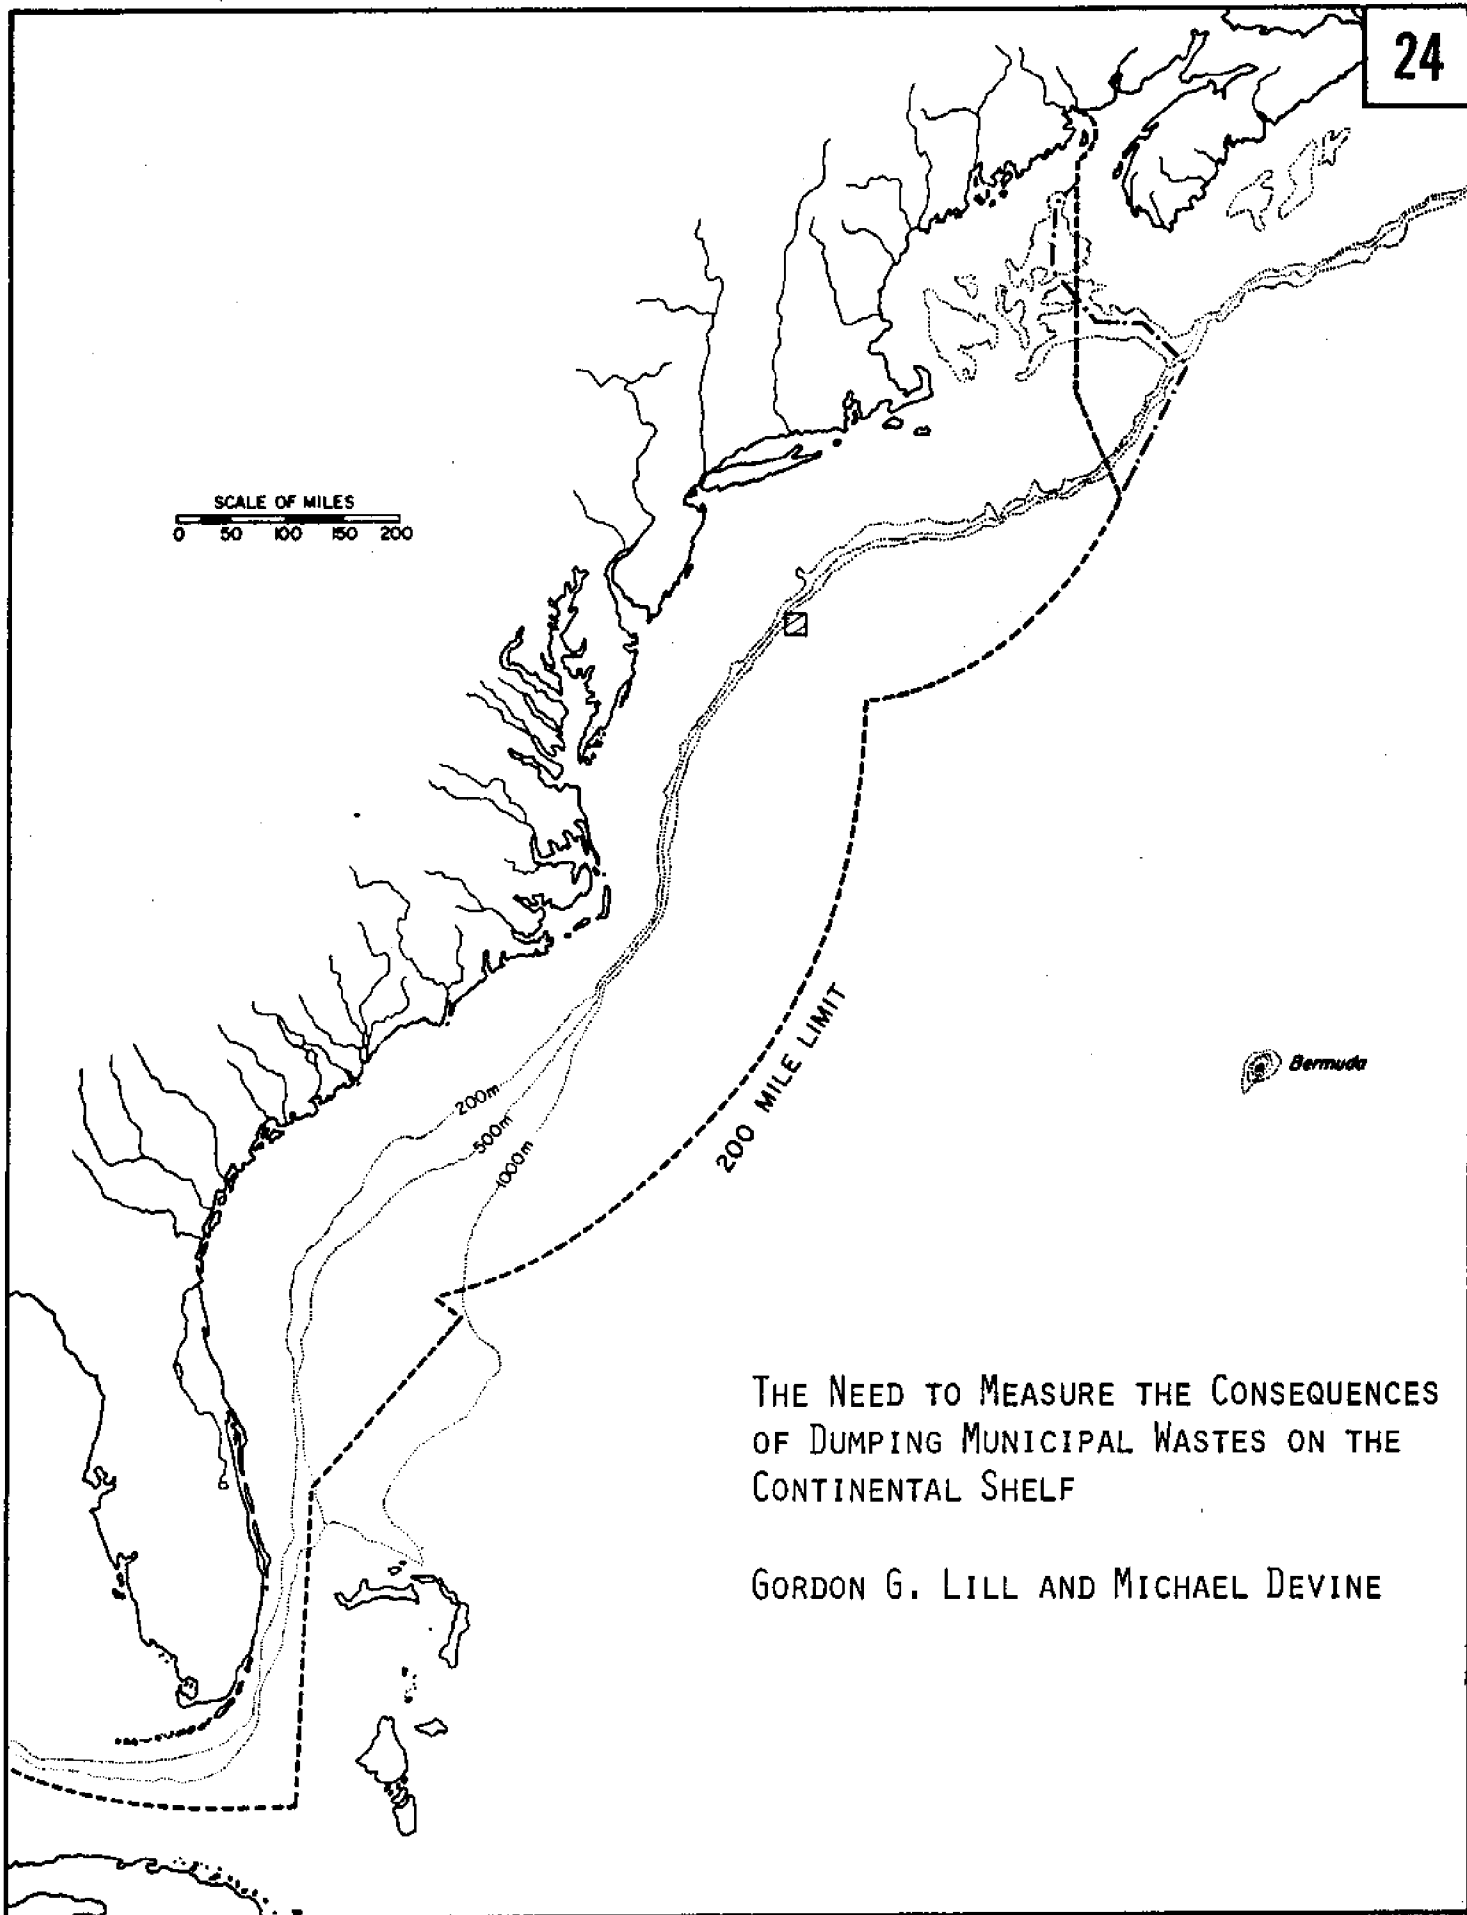 24
SCALE OF MILES
0 50 100 150 200
200 MILE LIMIT
Bermuda
200m
500m
1000m
THE NEED TO MEASURE THE CONSEQUENCES
OF DUMPING MUNICIPAL WASTES ON THE
CONTINENTAL SHELF
GORDON G. LILL AND MICHAEL DEVINE